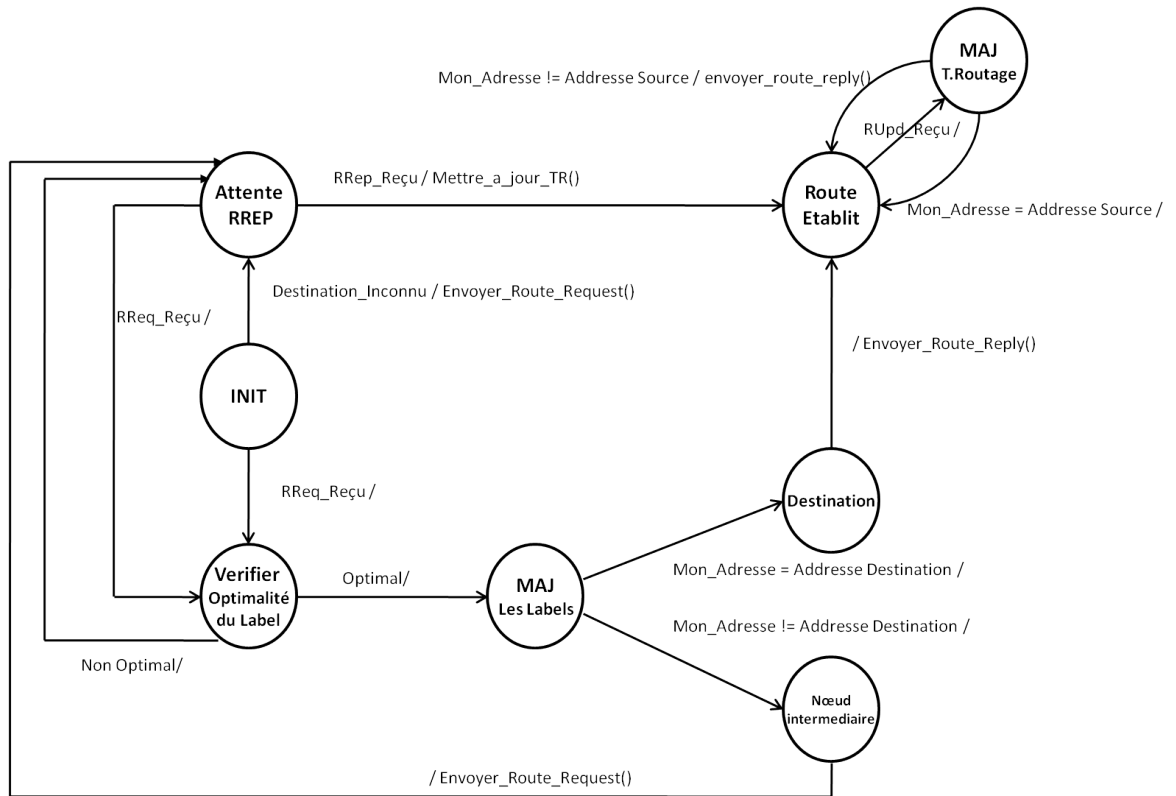 MAJ
T.Routage
Mon_Adresse != Addresse Source / envoyer_route_reply()
RUpd_Reçu /
Attente
RREP
RRep_Reçu / Mettre_a_jour_TR()
Route
Etablit
Mon_Adresse = Addresse Source /
Destination_Inconnu / Envoyer_Route_Request()
RReq_Reçu /
/ Envoyer_Route_Reply()
INIT
RReq_Reçu /
Destination
Verifier
Optimalité
du Label
Optimal/
MAJ
Les Labels
Mon_Adresse = Addresse Destination /
Mon_Adresse != Addresse Destination /
Non Optimal/
Nœud
intermediaire
/ Envoyer_Route_Request()